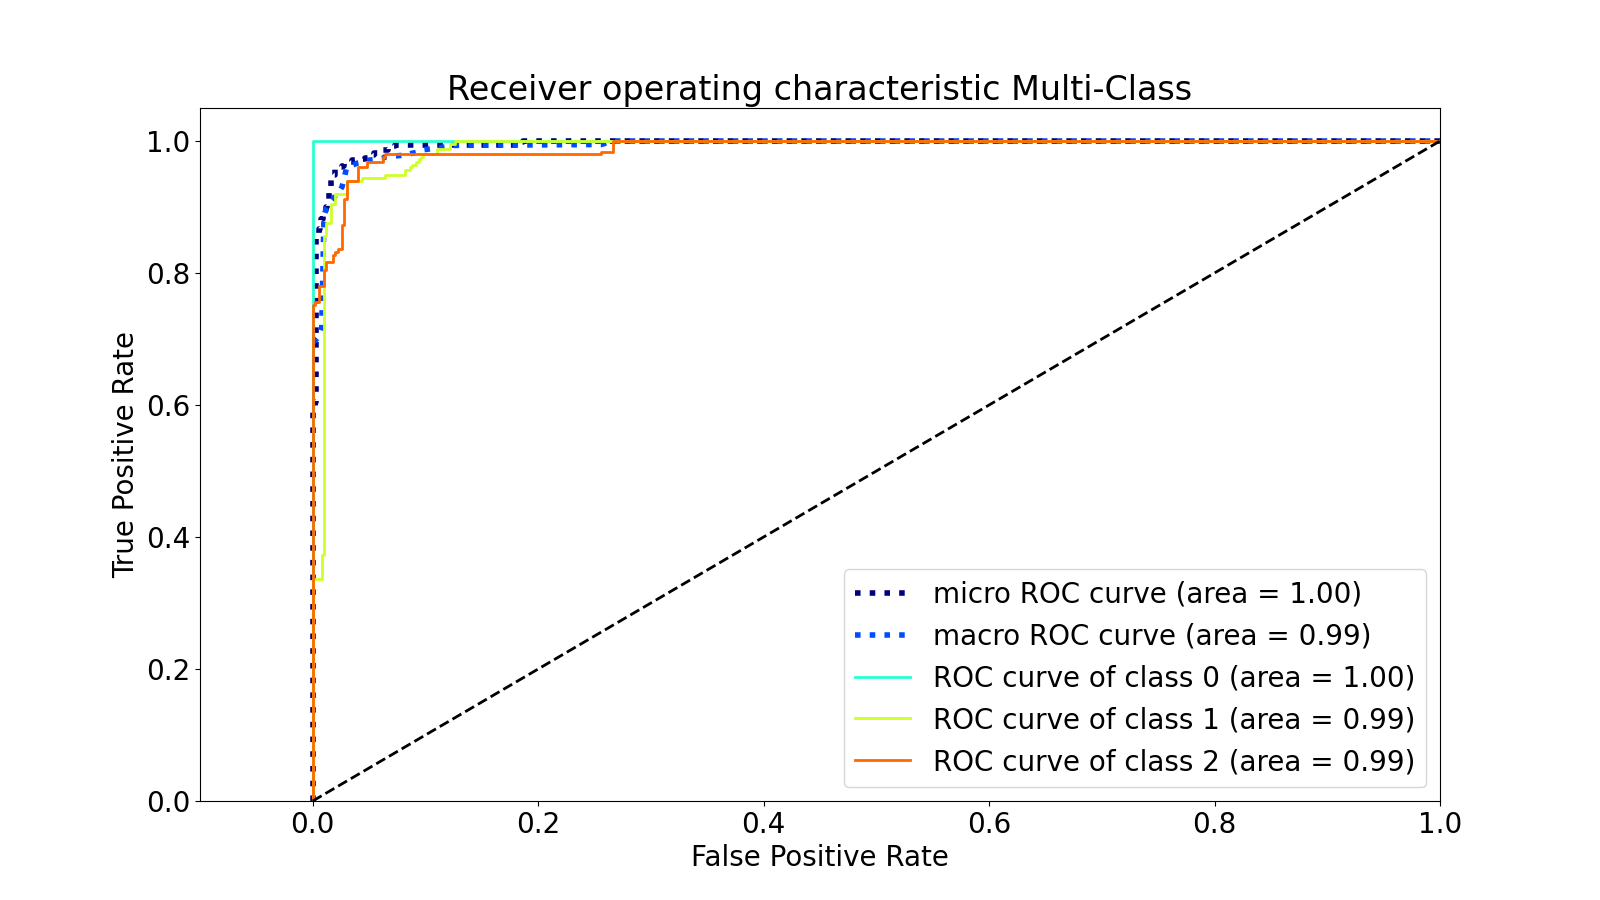 Receiver operating characteristic Multi-Class
1.0
0.8
0.6
0.4
0.2
0.0
True Positive Rate
micro ROC curve (area = 1.00)
macro ROC curve (area = 0.99)
ROC curve of class 0 (area = 1.00)
ROC curve of class 1 (area = 0.99)
ROC curve of class 2 (area = 0.99)
0.0 0.2 0.4 0.6 0.8 1.0
False Positive Rate